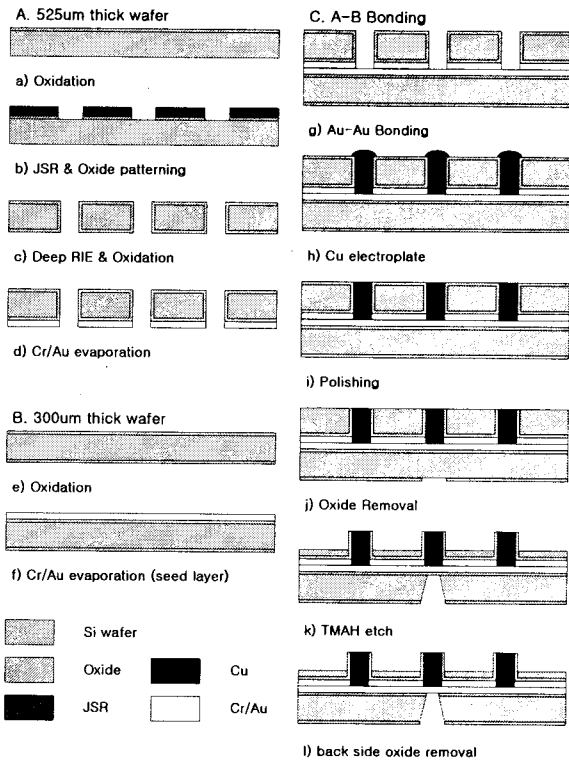 A. 525um thick wafer
a) Oxidation
b) JSR & Oxide patterning
c) Deep RIE & Oxidation
d) Cr/Au evaporation
B. 300um thick wafer
e) Oxidation
f) Cr/Au evaporation (seed layer)
Si wafer
Oxide
Cu
JSR
Cr/Au
C. A-B Bonding
g) Au-Au Bonding
h) Cu electroplate
i) Polishing
j) Oxide Removal
k) TMAH etch
l) back side oxide removal